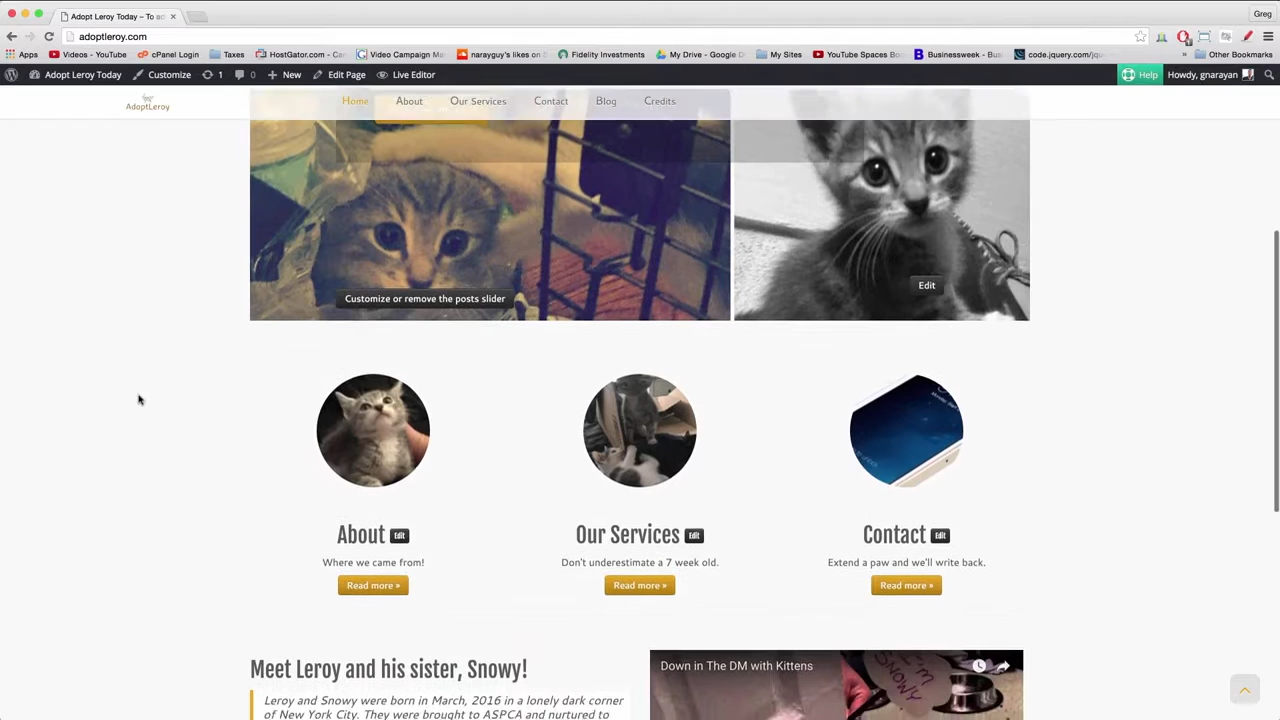 Adopt Leroy Today – To ad
Greg
adoptleroy.com
Apps Videos - YouTube cPanel Login Taxes HostGator.com - Can Video Campaign Ma narayguy's likes on S Fidelity Investments My Drive - Google D My Sites YouTube Spaces Bo Businessweek - Bus code.jquery.com/jqu » Other Bookmarks
Adopt Leroy Today Customize 1 0 New Edit Page Live Editor Help Howdy, gnarayan
AdoptLeroy Home About Our Services Contact Blog Credits
Edit
Customize or remove the posts slider
About Edit Our Services Edit Contact Edit
Where we came from! Don't underestimate a 7 week old. Extend a paw and we'll write back.
Read more » Read more » Read more »
Meet Leroy and his sister, Snowy! Down in The DM with Kittens
I'M SNOWY
Leroy and Snowy were born in March, 2016 in a lonely dark corner
of New York City. They were brought to ASPCA and nurtured to